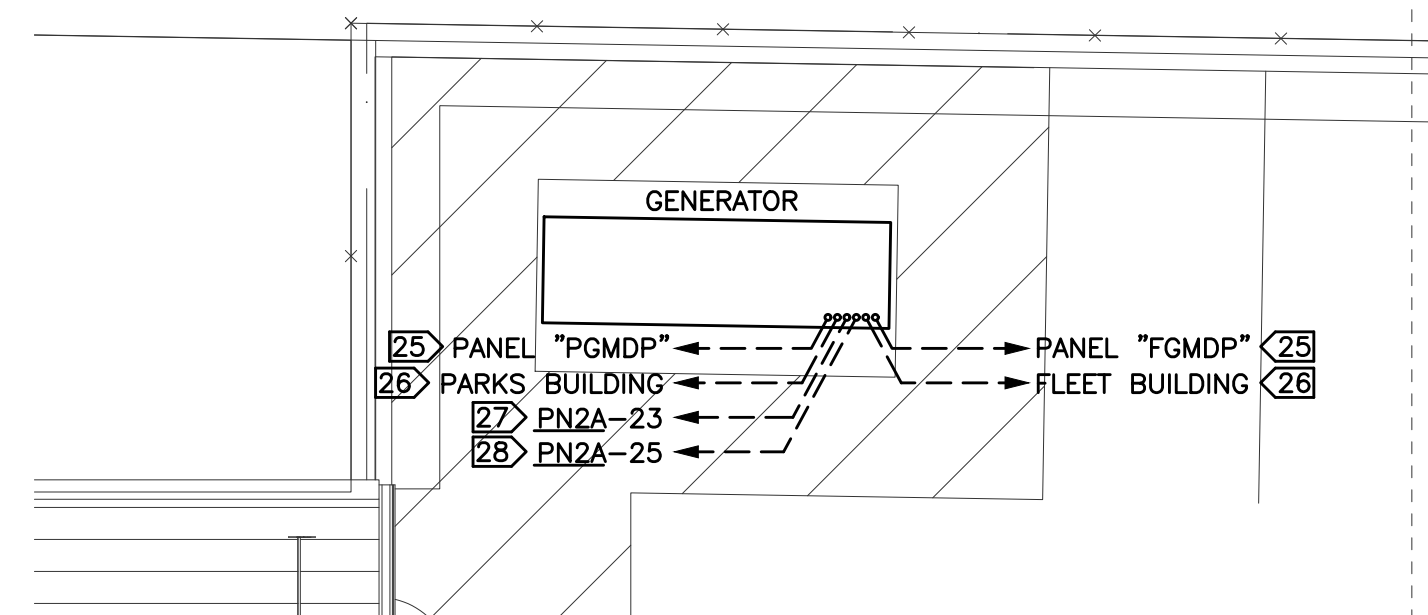 GENERATOR
25 PANEL "PGMDP"
PANEL "FGMDP" 25
26 PARKS BUILDING
FLEET BUILDING 26
27 PN2A-23
28 PN2A-25